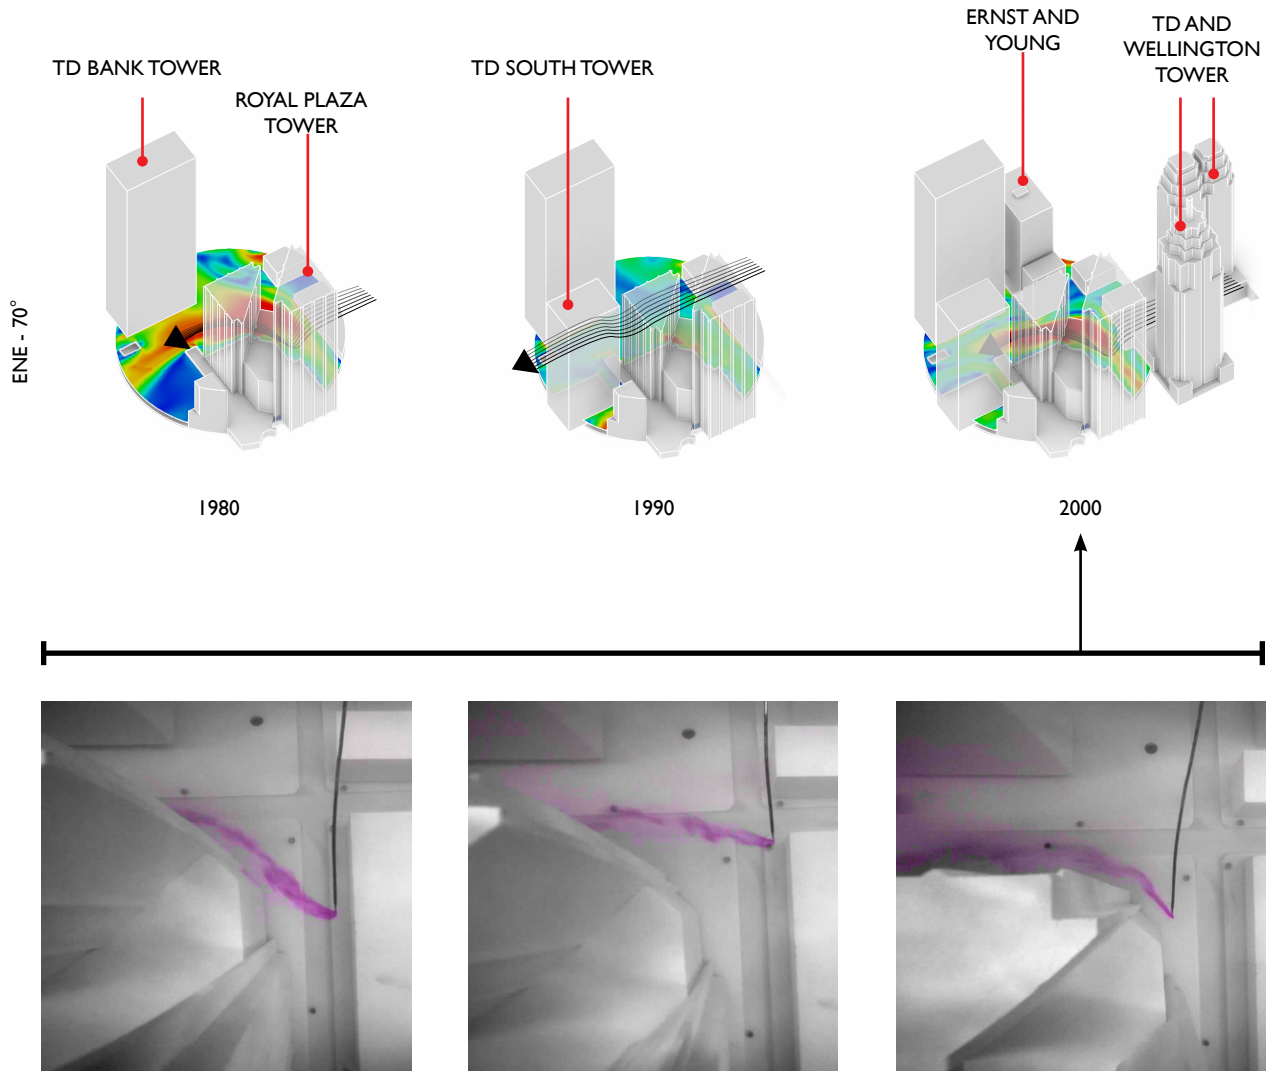 ERNST AND
YOUNG
TD AND
WELLINGTON
TOWER
TD BANK TOWER
TD SOUTH TOWER
ROYAL PLAZA
TOWER
ENE - 70°
1980
1990
2000